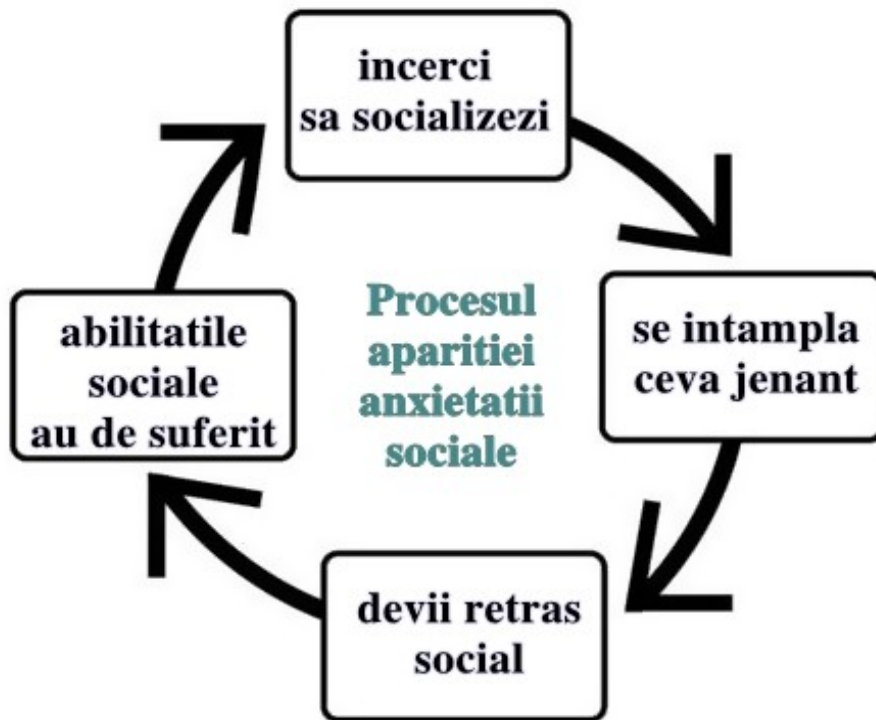 incerci
sa socializezi
se intampla
ceva jenant
devii retras
social
abilitatile
sociale
au de suferit
Procesul
aparitiei
anxietatii
sociale